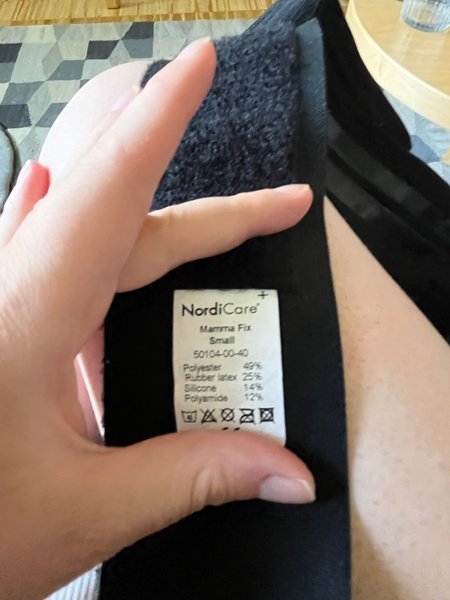 NordiCare®
Mamma Fix
Small
50104-00-40
Polyester 49%
Rubber latex 25%
Silicone 14%
Polyamide 12%